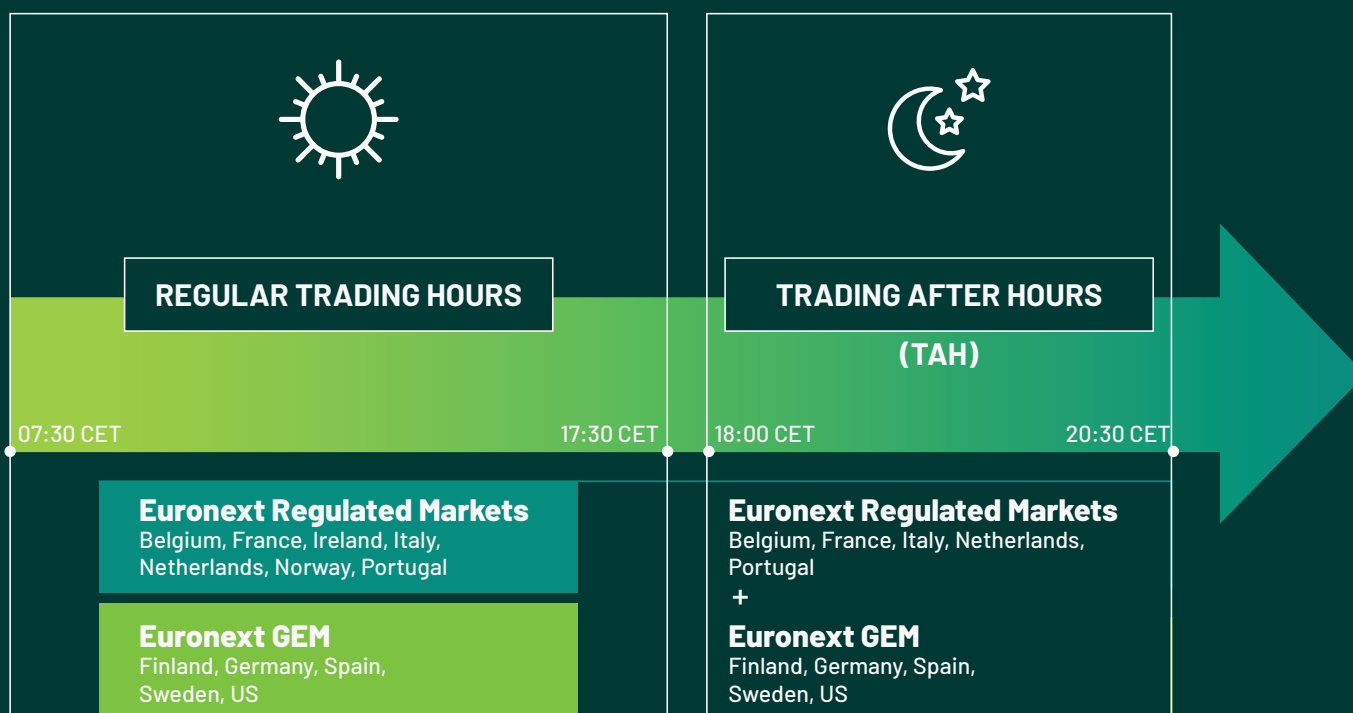 REGULAR TRADING HOURS
TRADING AFTER HOURS
(TAH)
07:30 CET
17:30 CET
18:00 CET
20:30 CET
Euronext Regulated Markets
Belgium, France, Ireland, Italy,
Netherlands, Norway, Portugal
Euronext GEM
Finland, Germany, Spain,
Sweden, US
Euronext Regulated Markets
Belgium, France, Italy, Netherlands,
Portugal
+
Euronext GEM
Finland, Germany, Spain,
Sweden, US